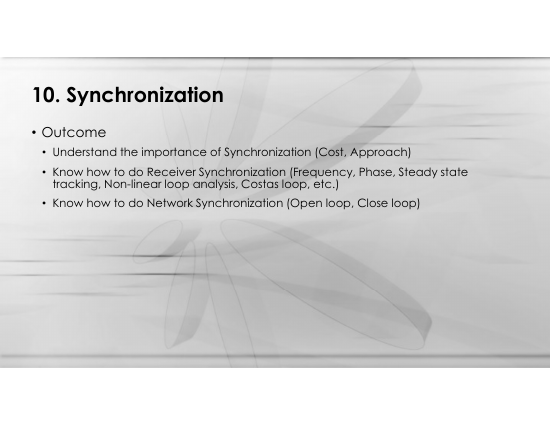 10. Synchronization
• Outcome
• Understand the importance of Synchronization (Cost, Approach)
• Know how to do Receiver Synchronization (Frequency, Phase, Steady state
tracking, Non-linear loop analysis, Costas loop, etc.)
• Know how to do Network Synchronization (Open loop, Close loop)